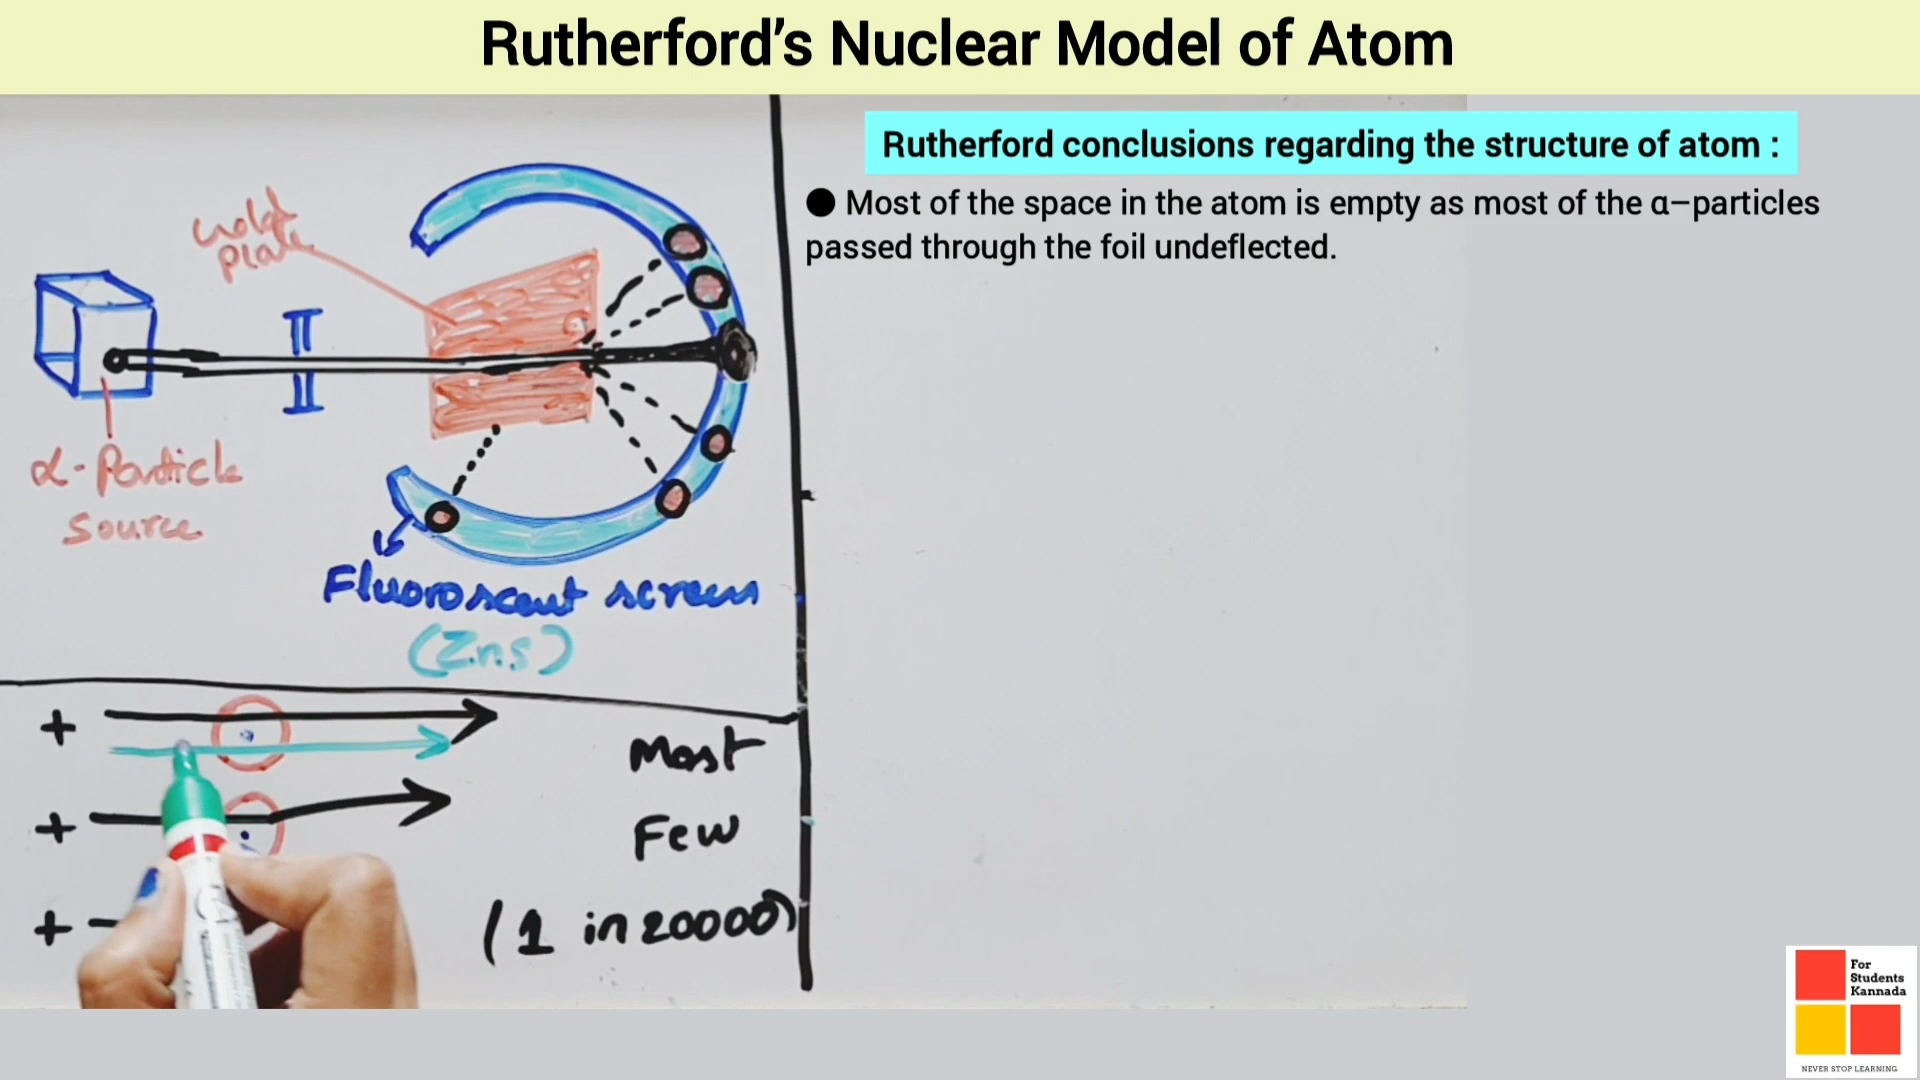 Rutherford’s Nuclear Model of Atom
Rutherford conclusions regarding the structure of atom :
● Most of the space in the atom is empty as most of the α–particles
passed through the foil undeflected.
Gold
plate
α-Particle
source
Fluoroscent screen
(Zns)
+
Most
+
Few
+
(1 in 20000)
For
Students
Kannada
NEVER STOP LEARNING